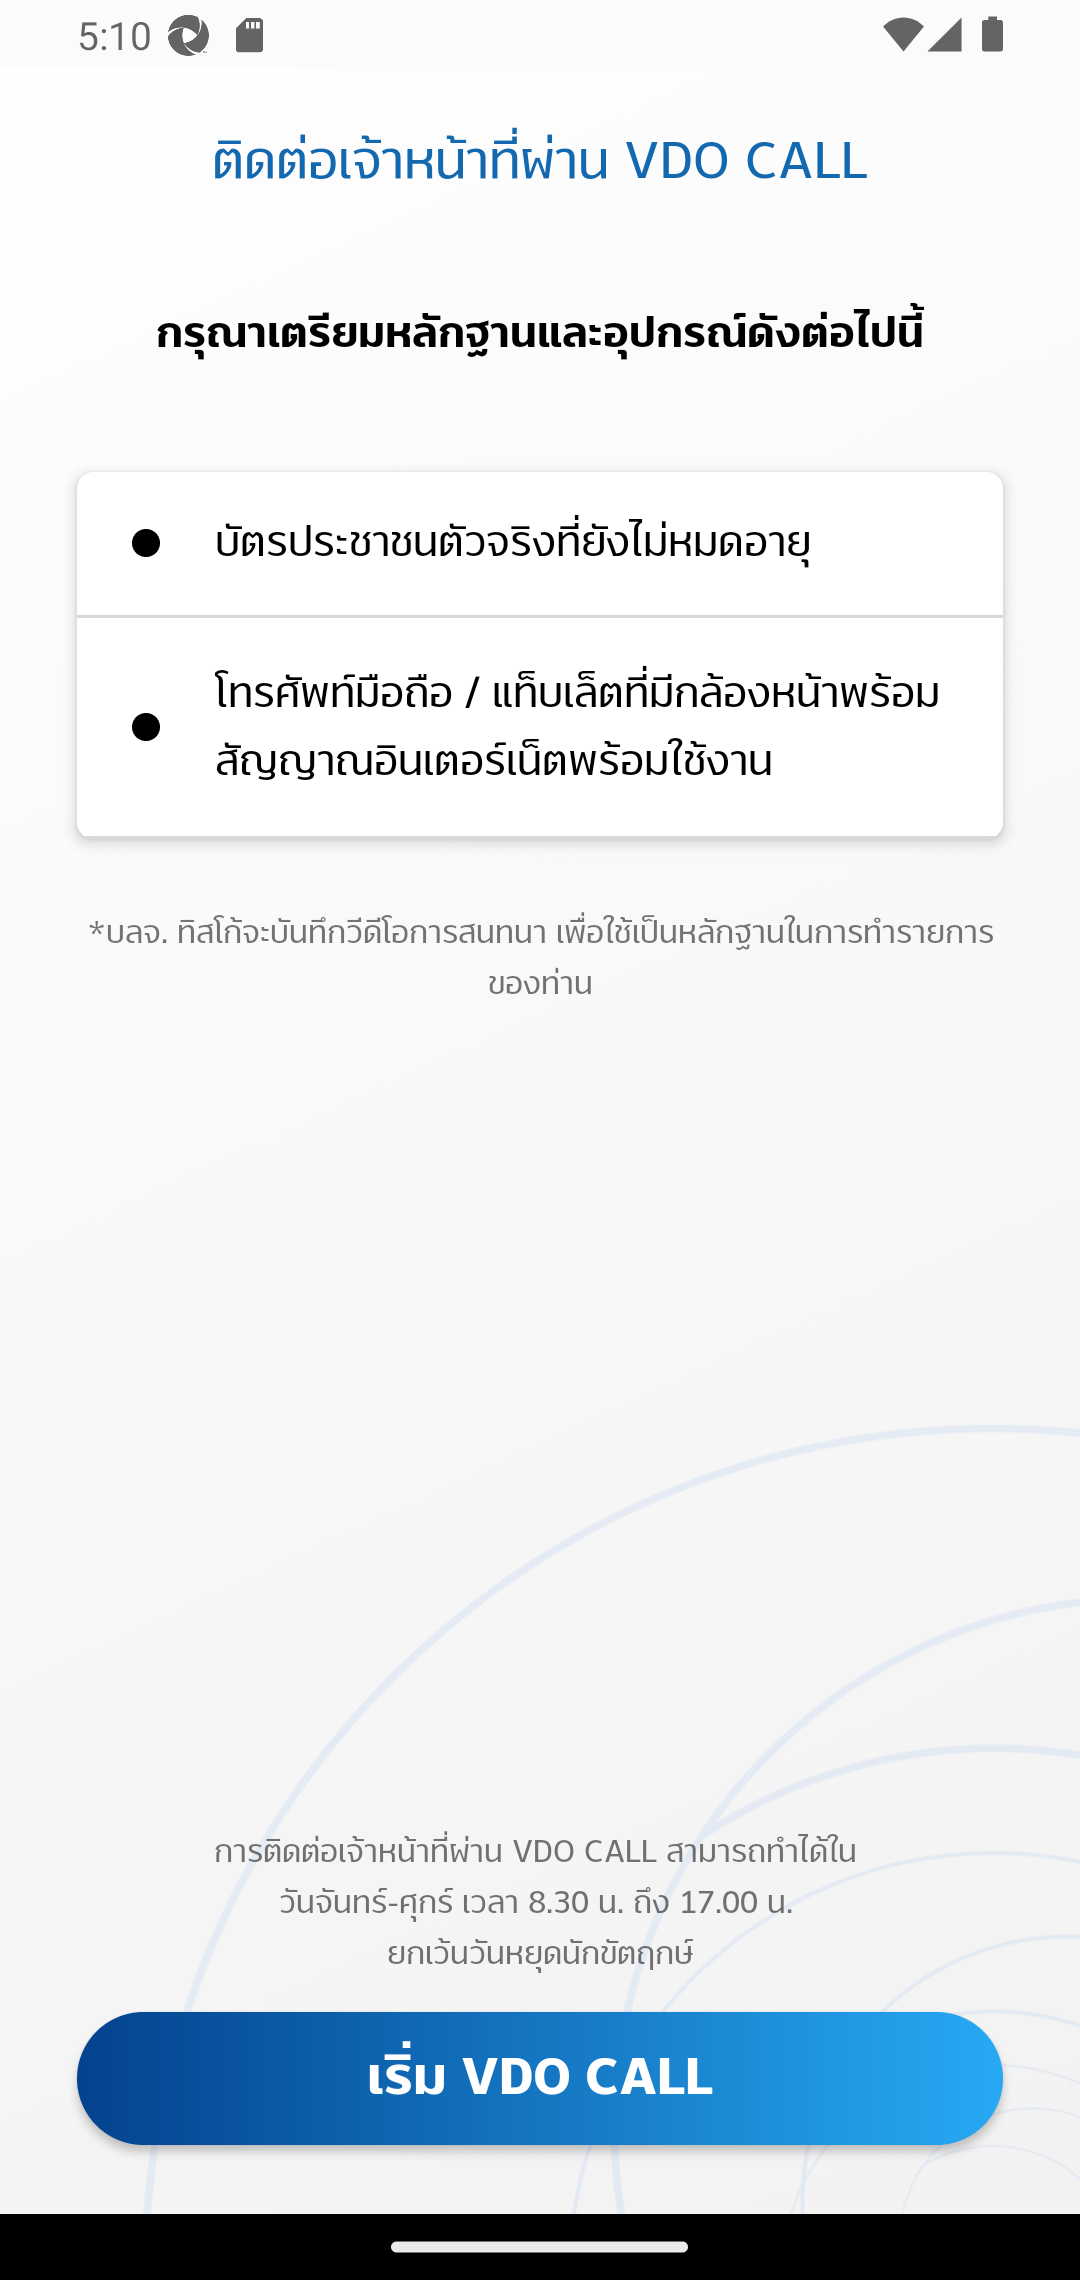 5:10
ติดต่อเจ้าหน้าที่ผ่าน VDO CALL
กรุณาเตรียมหลักฐานและอุปกรณ์ดังต่อไปนี้
บัตรประชาชนตัวจริงที่ยังไม่หมดอายุ
โทรศัพท์มือถือ / แท็บเล็ตที่มีกล้องหน้าพร้อม
สัญญาณอินเตอร์เน็ตพร้อมใช้งาน
*บลจ. ทิสโก้จะบันทึกวีดีโอการสนทนา เพื่อใช้เป็นหลักฐานในการทำรายการ
ของท่าน
การติดต่อเจ้าหน้าที่ผ่าน VDO CALL สามารถทำได้ใน
วันจันทร์-ศุกร์ เวลา 8.30 น. ถึง 17.00 น.
ยกเว้นวันหยุดนักขัตฤกษ์
เริ่ม VDO CALL